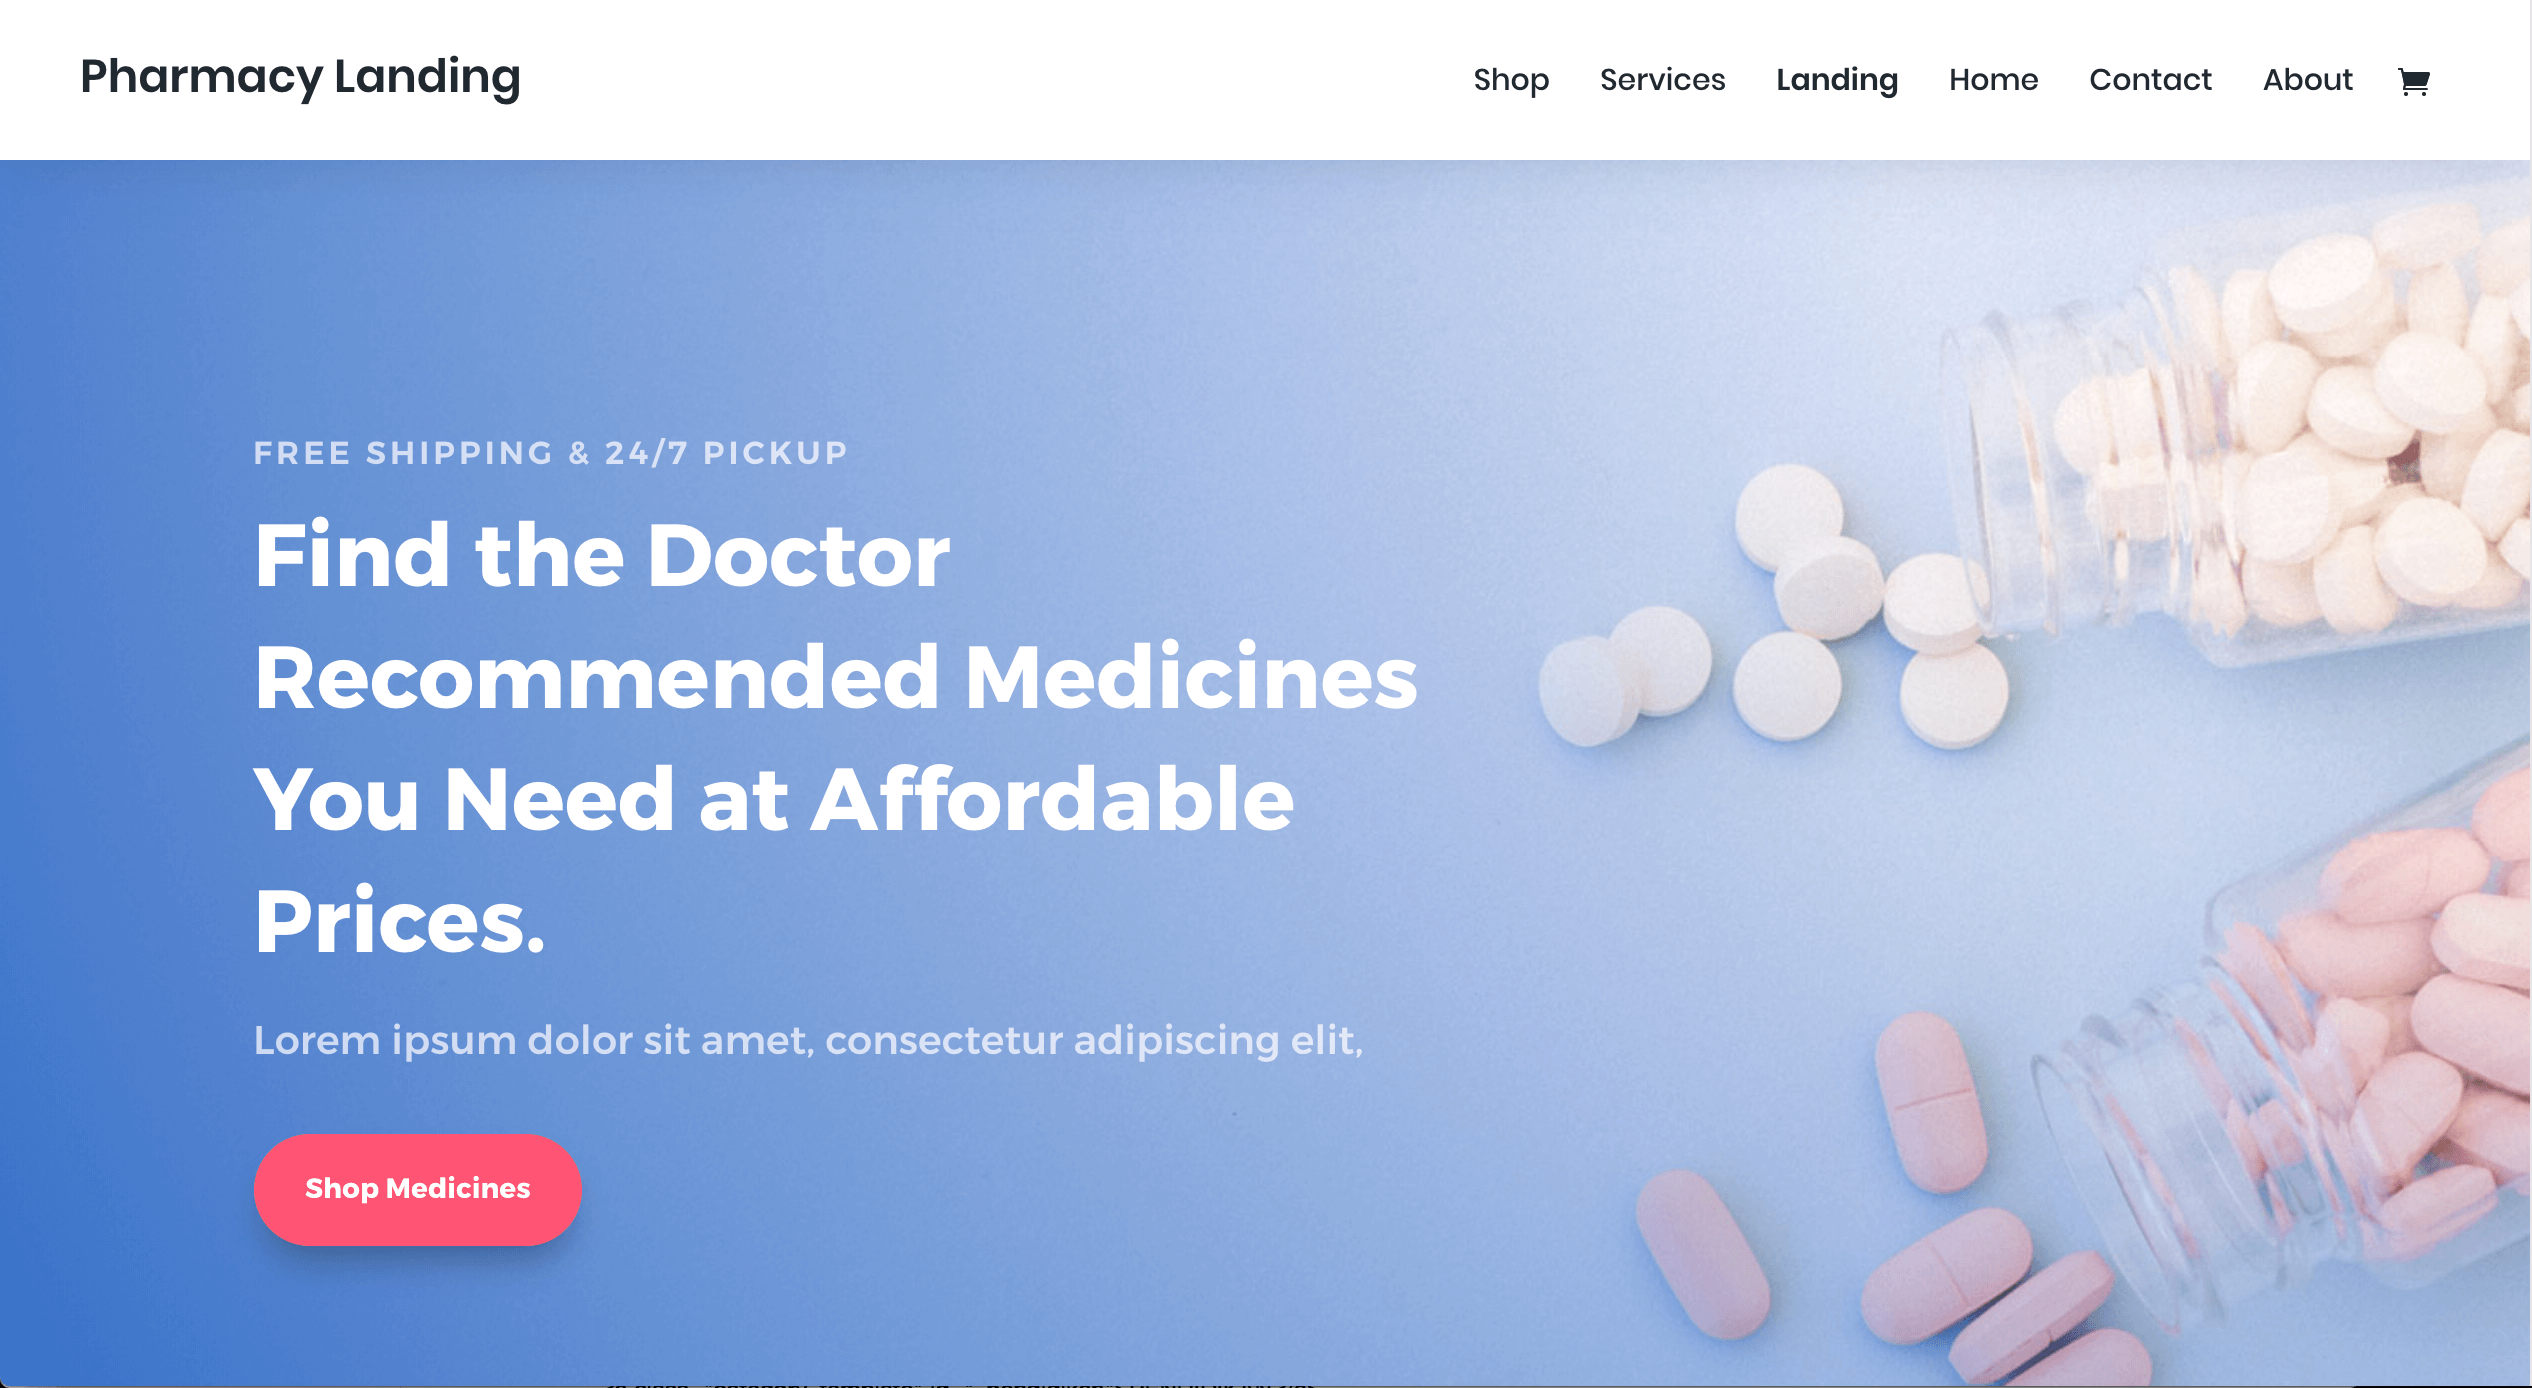 Pharmacy Landing
Shop Services Landing Home Contact About
FREE SHIPPING & 24/7 PICKUP
Find the Doctor
Recommended Medicines
You Need at Affordable
Prices.
Lorem ipsum dolor sit amet, consectetur adipiscing elit,
Shop Medicines